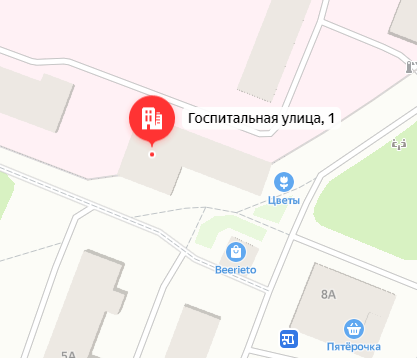 Госпитальная улица, 1
Цветы
Beerieto
8А
Пятёрочка
5А